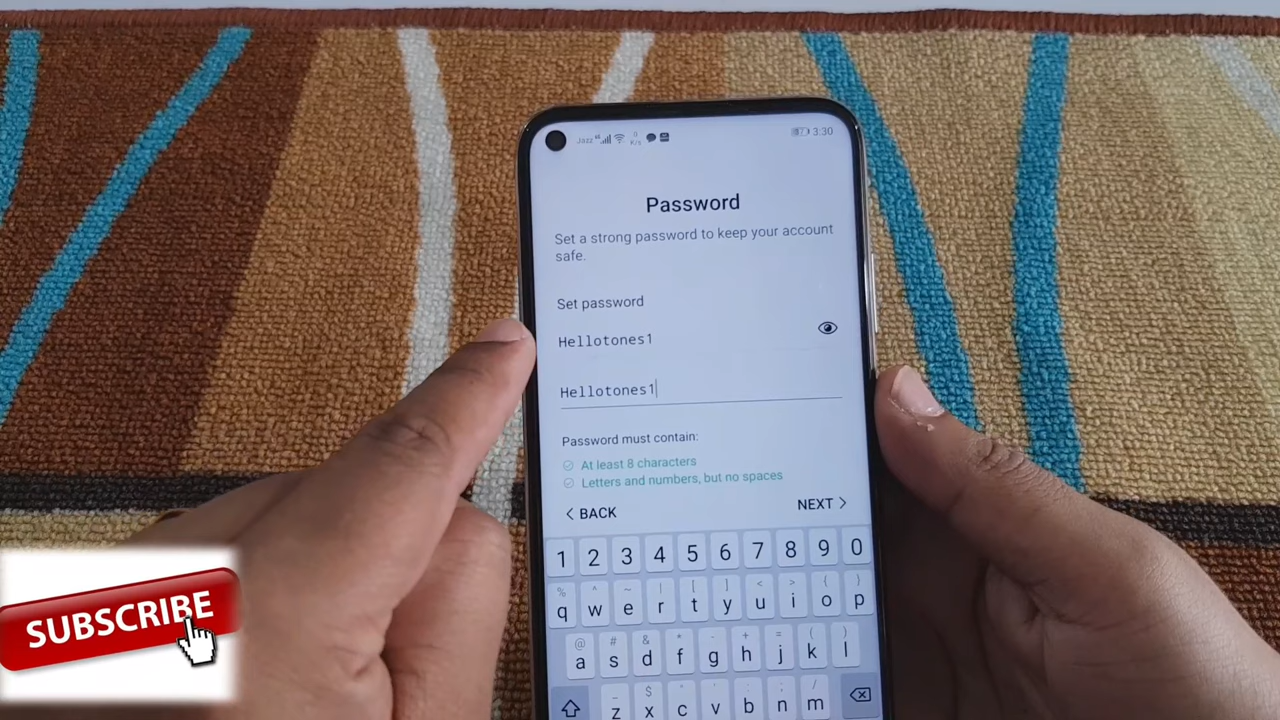 Jazz 3:30
Password
Set a strong password to keep your account
safe.
Set password
Hellotones1
Hellotones1
Password must contain:
At least 8 characters
Letters and numbers, but no spaces
< BACK NEXT >
1 2 3 4 5 6 7 8 9 0
% ^ ~ | [ ] < > { }
q w e r t y u i o p
@ # & * - + = ( )
a s d f g h j k l
_ $ " ' : ; /
z x c v b n m
SUBSCRIBE